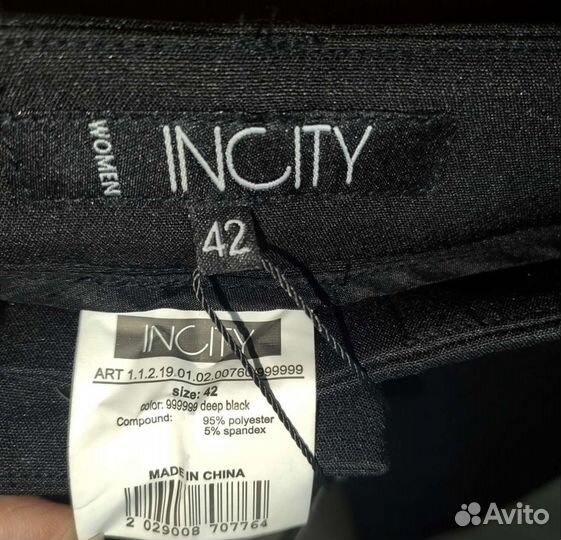 WOMEN
INCITY
42
INCITY
ART 1.1.2.19.01.02.00760.999999
size: 42
color: 999999 deep black
Compound: 95% polyester
5% spandex
MADE IN CHINA
2 029008 707764
Avito